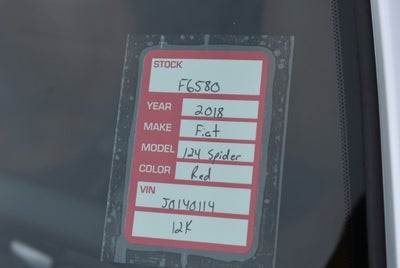 STOCK
F6580
YEAR 2018
MAKE Fiat
MODEL 124 Spider
COLOR Red
VIN
J0140114
12K